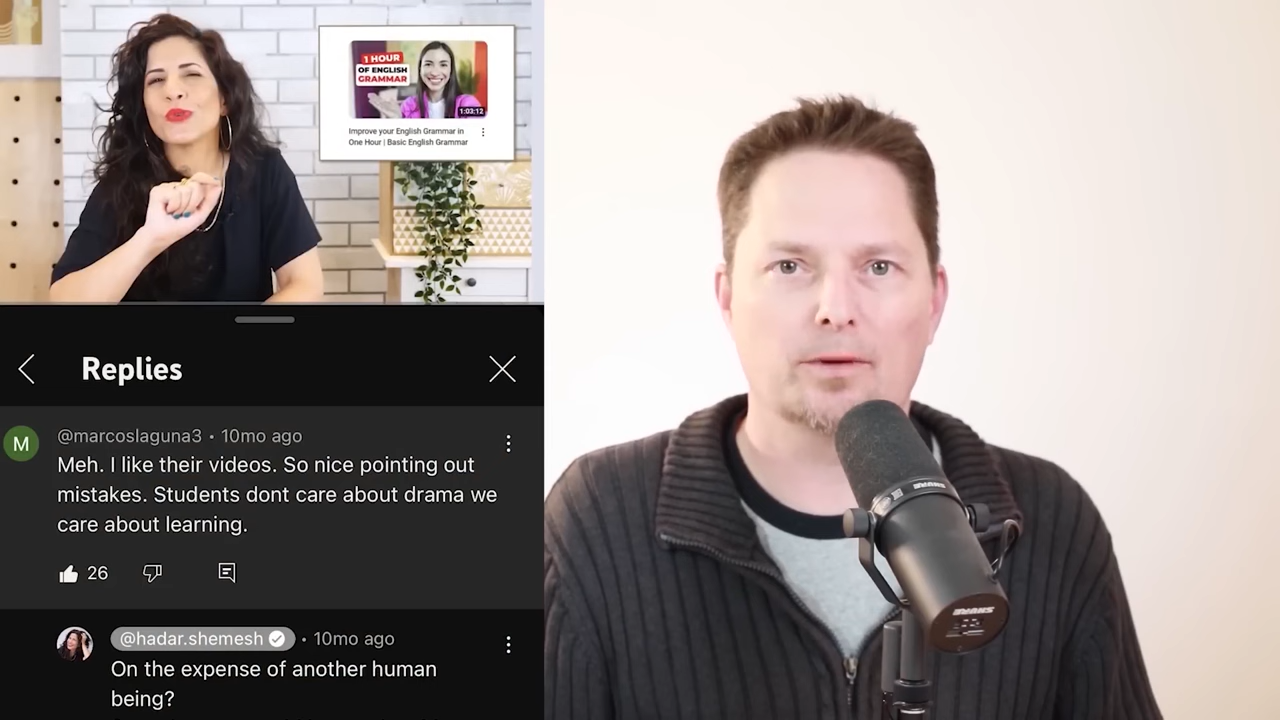 1 HOUR
OF ENGLISH
GRAMMAR
1:03:12
Improve your English Grammar in
One Hour | Basic English Grammar
Replies
M
@marcoslaguna3 • 10mo ago
Meh. I like their videos. So nice pointing out
mistakes. Students dont care about drama we
care about learning.
26
@hadar.shemesh • 10mo ago
On the expense of another human
being?
SHURE
SHURE